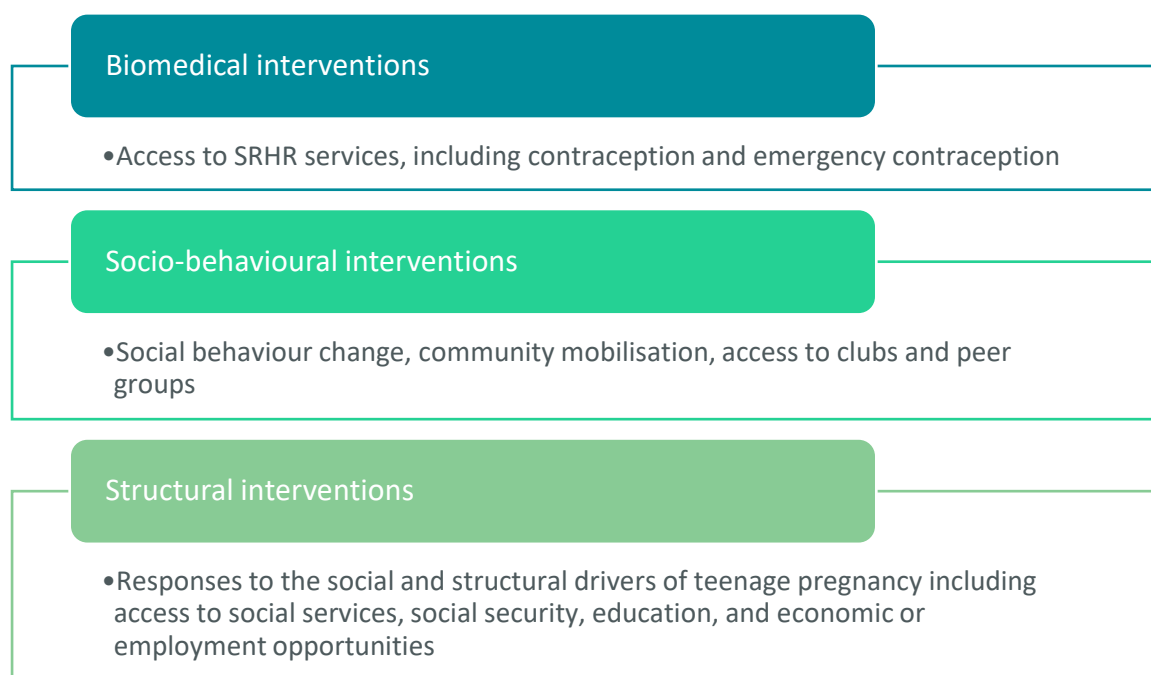 Biomedical interventions
•Access to SRHR services, including contraception and emergency contraception
Socio-behavioural interventions
•Social behaviour change, community mobilisation, access to clubs and peer
groups
Structural interventions
•Responses to the social and structural drivers of teenage pregnancy including
access to social services, social security, education, and economic or
employment opportunities